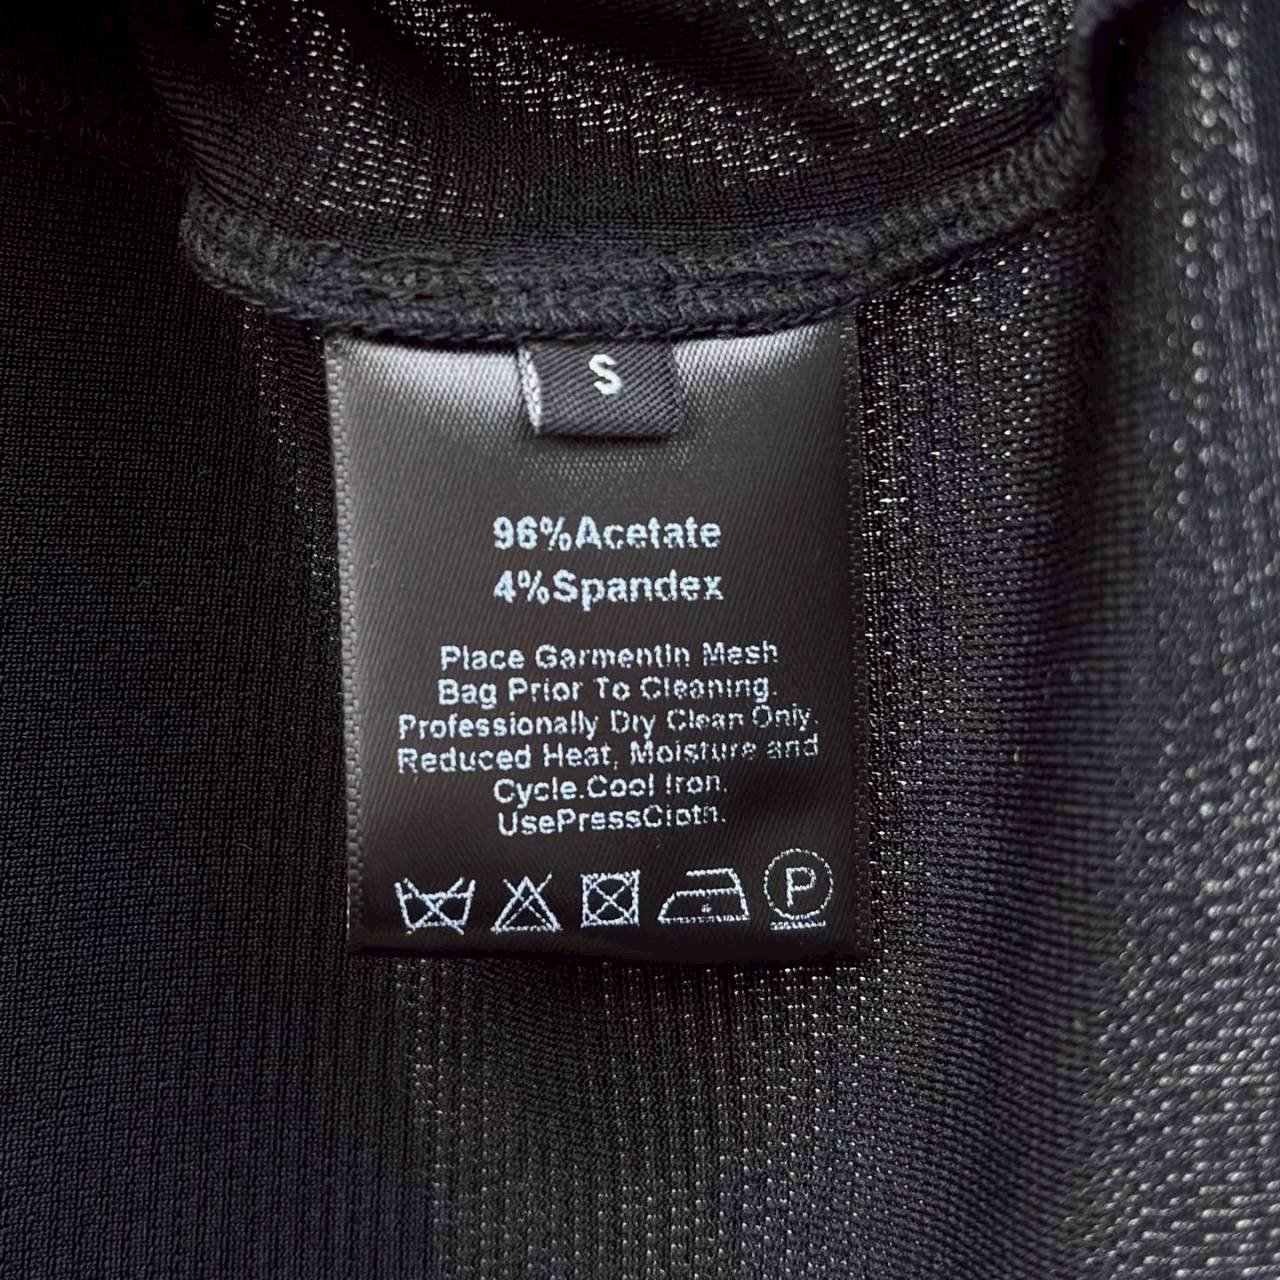 S
96%Acetate
4%Spandex
Place GarmentIn Mesh
Bag Prior To Cleaning.
Professionally Dry Clean Only.
Reduced Heat, Moisture and
Cycle.Cool Iron.
UsePressCloth.
P